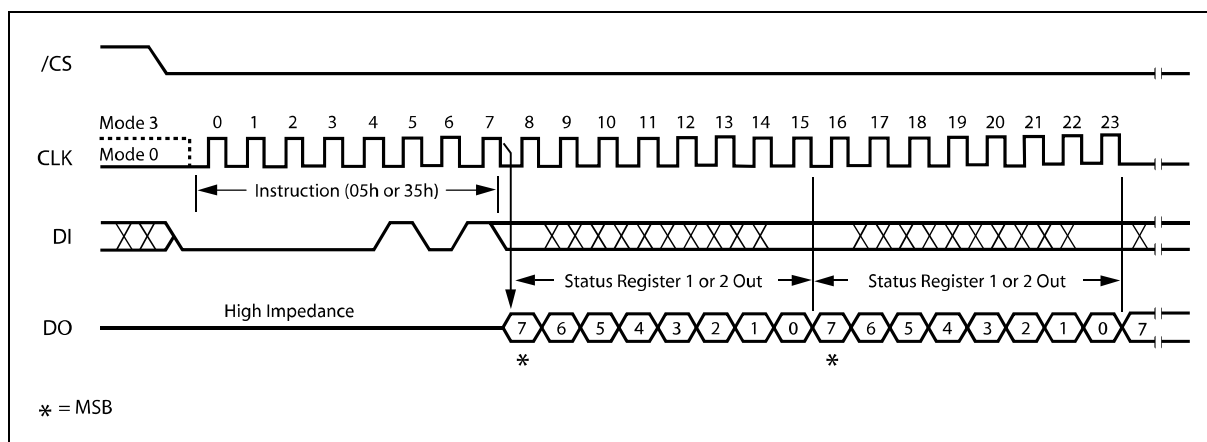 /CS
Mode 3
0 1 2 3 4 5 6 7 8 9 10 11 12 13 14 15 16 17 18 19 20 21 22 23
CLK
Mode 0
Instruction (05h or 35h)
DI
Status Register 1 or 2 Out
Status Register 1 or 2 Out
High Impedance
DO
7 6 5 4 3 2 1 0 7 6 5 4 3 2 1 0 7
* *
* = MSB